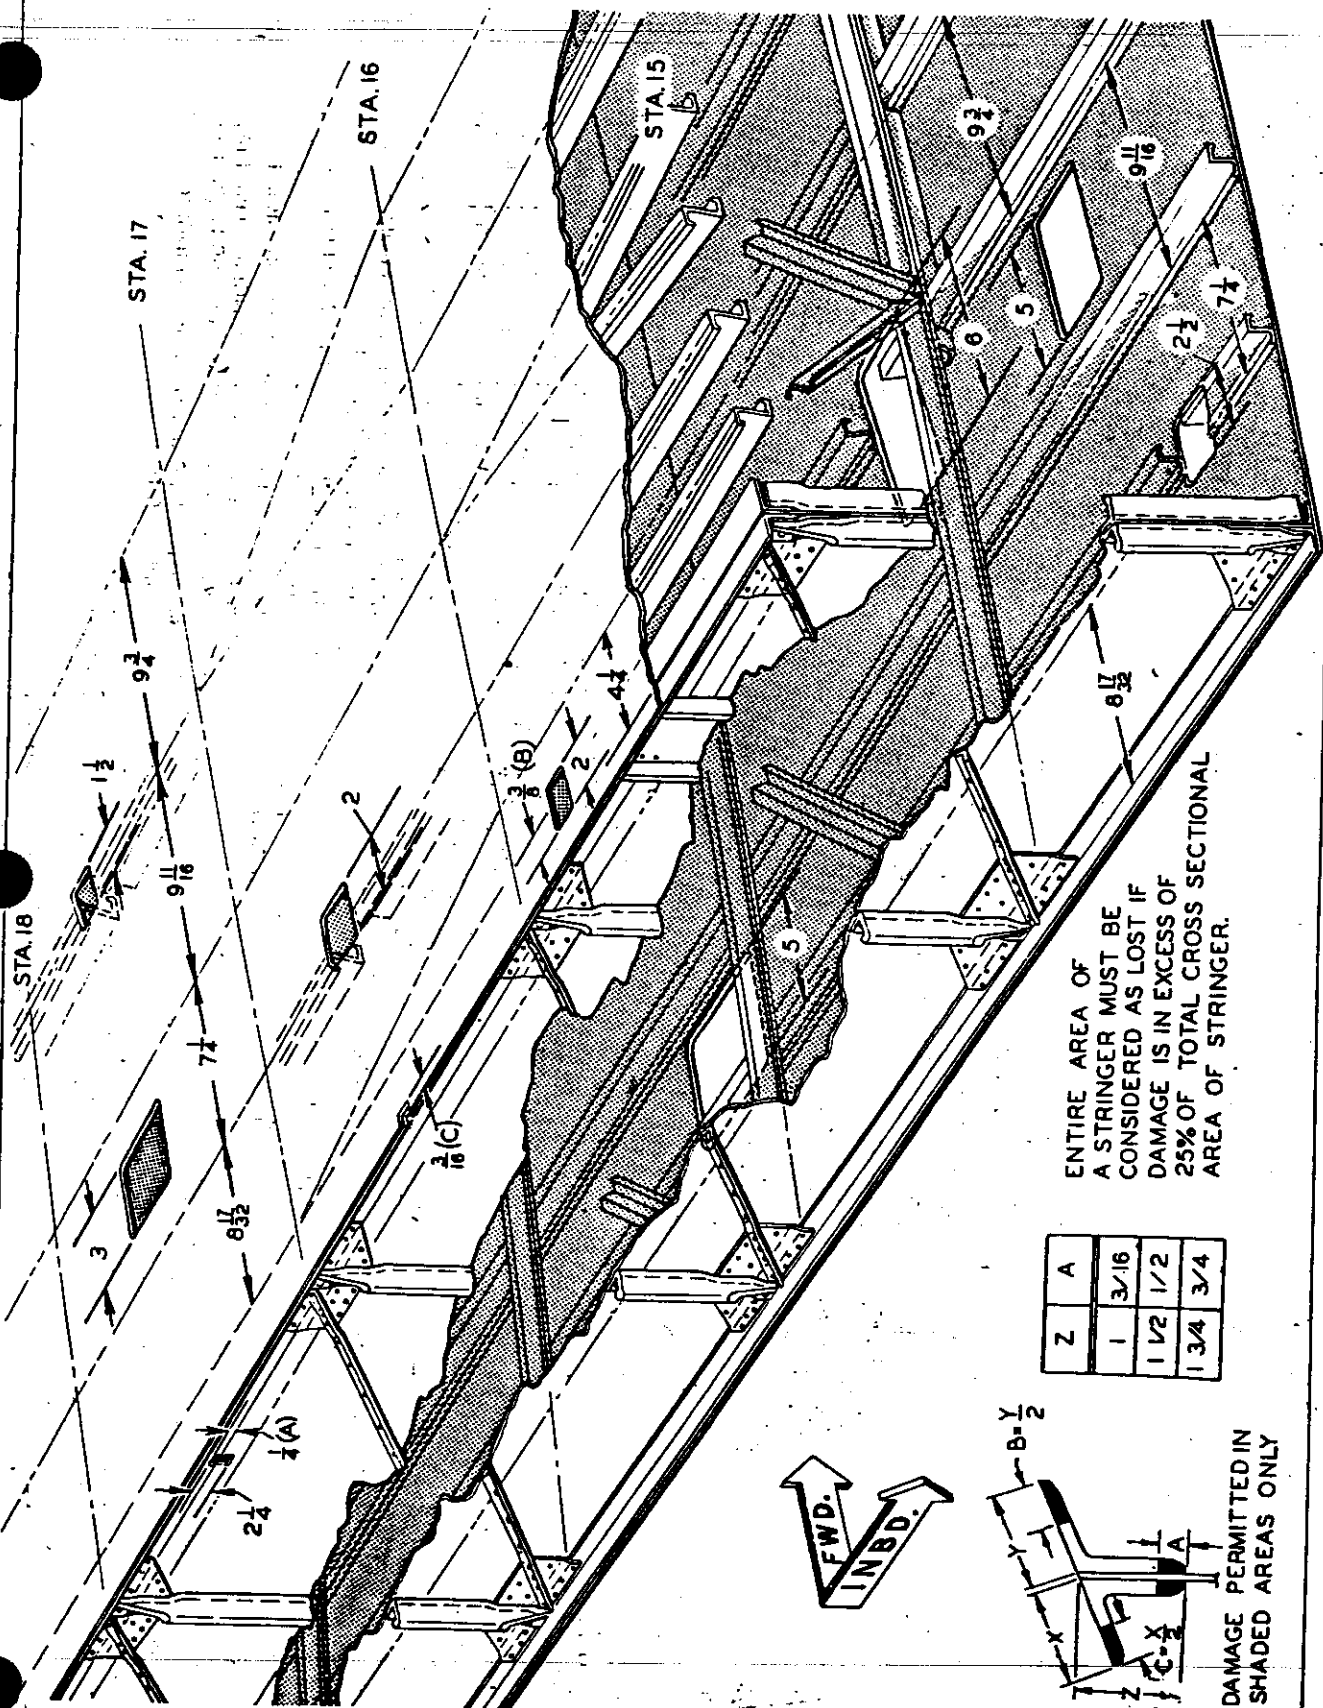 STA. 18
STA. 17
STA. 16
STA. 15
9 3/4
1 1/2
9 11/16
2
7 1/4
3
8 17/32
3/8 (B)
2
4 1/4
3/16 (C)
1/4 (A)
2 1/4
9 3/4
9 11/16
6
5
2 1/2
7 1/4
5
8 17/32
ENTIRE AREA OF
A STRINGER MUST BE
CONSIDERED AS LOST IF
DAMAGE IS IN EXCESS OF
25% OF TOTAL CROSS SECTIONAL
AREA OF STRINGER.
Z A
1 3/16
1 1/2 1/2
1 3/4 3/4
FWD.
INBD.
B=Y/2
Y
X
A
Z
C=X/2
DAMAGE PERMITTED IN
SHADED AREAS ONLY